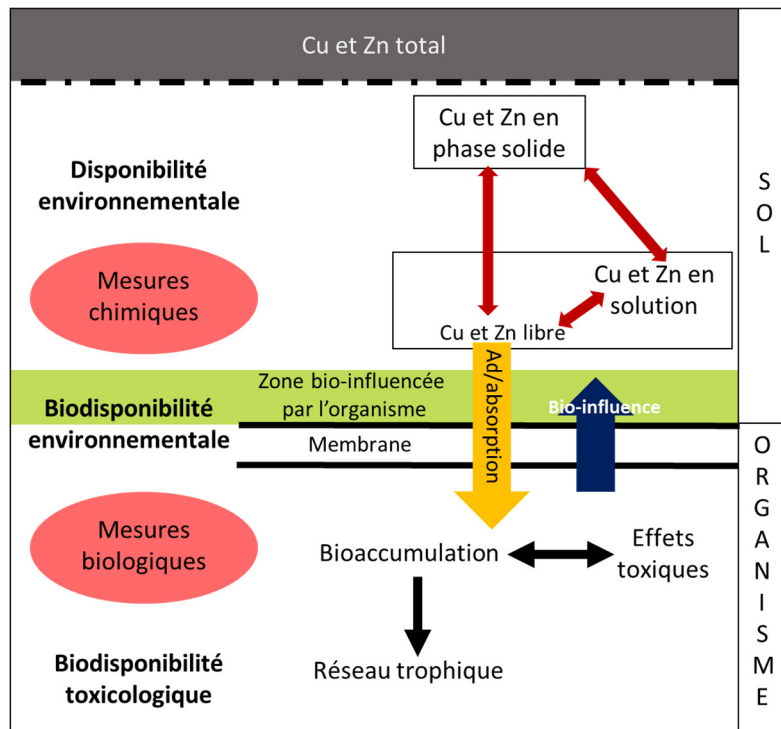 Cu et Zn total
Cu et Zn en
phase solide
Disponibilité
environnementale
Mesures
chimiques
Cu et Zn en
solution
Cu et Zn libre
SOL
Zone bio-influencée
par l'organisme
Ad/absorption
Bio-influence
Biodisponibilité
environnementale
Membrane
Mesures
biologiques
Bioaccumulation
Effets
toxiques
Biodisponibilité
toxicologique
Réseau trophique
ORGANISME